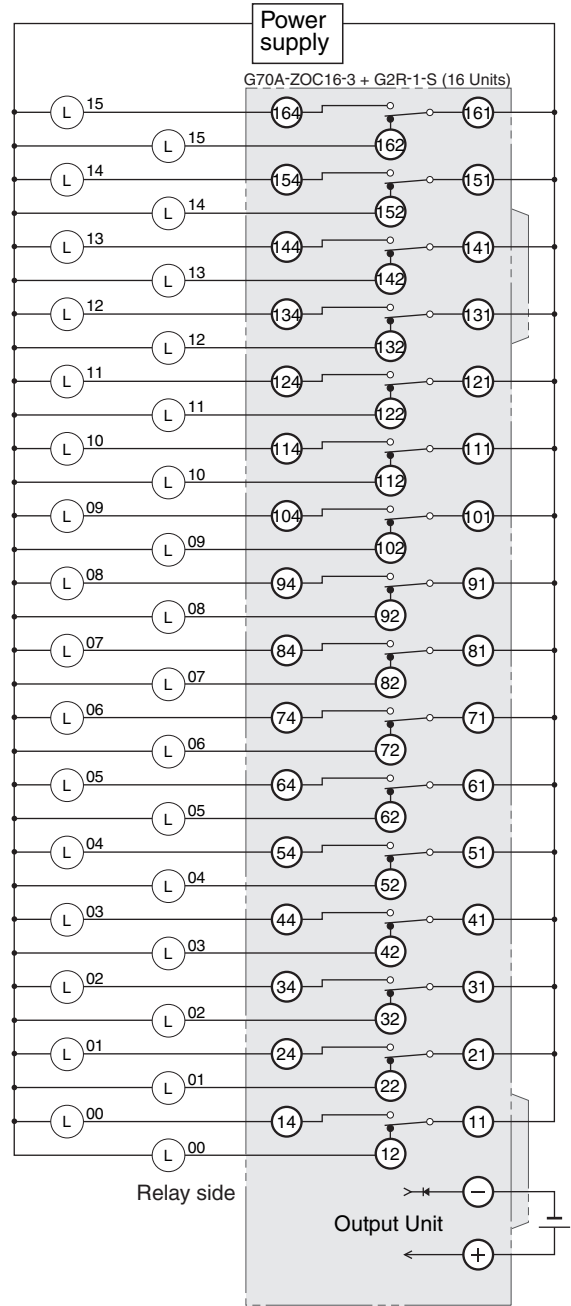 Power
supply
G70A-ZOC16-3 + G2R-1-S (16 Units)
L 15 164 161
L 15 162
L 14 154 151
L 14 152
L 13 144 141
L 13 142
L 12 134 131
L 12 132
L 11 124 121
L 11 122
L 10 114 111
L 10 112
L 09 104 101
L 09 102
L 08 94 91
L 08 92
L 07 84 81
L 07 82
L 06 74 71
L 06 72
L 05 64 61
L 05 62
L 04 54 51
L 04 52
L 03 44 41
L 03 42
L 02 34 31
L 02 32
L 01 24 21
L 01 22
L 00 14 11
L 00 12
Relay side
−
Output Unit
+